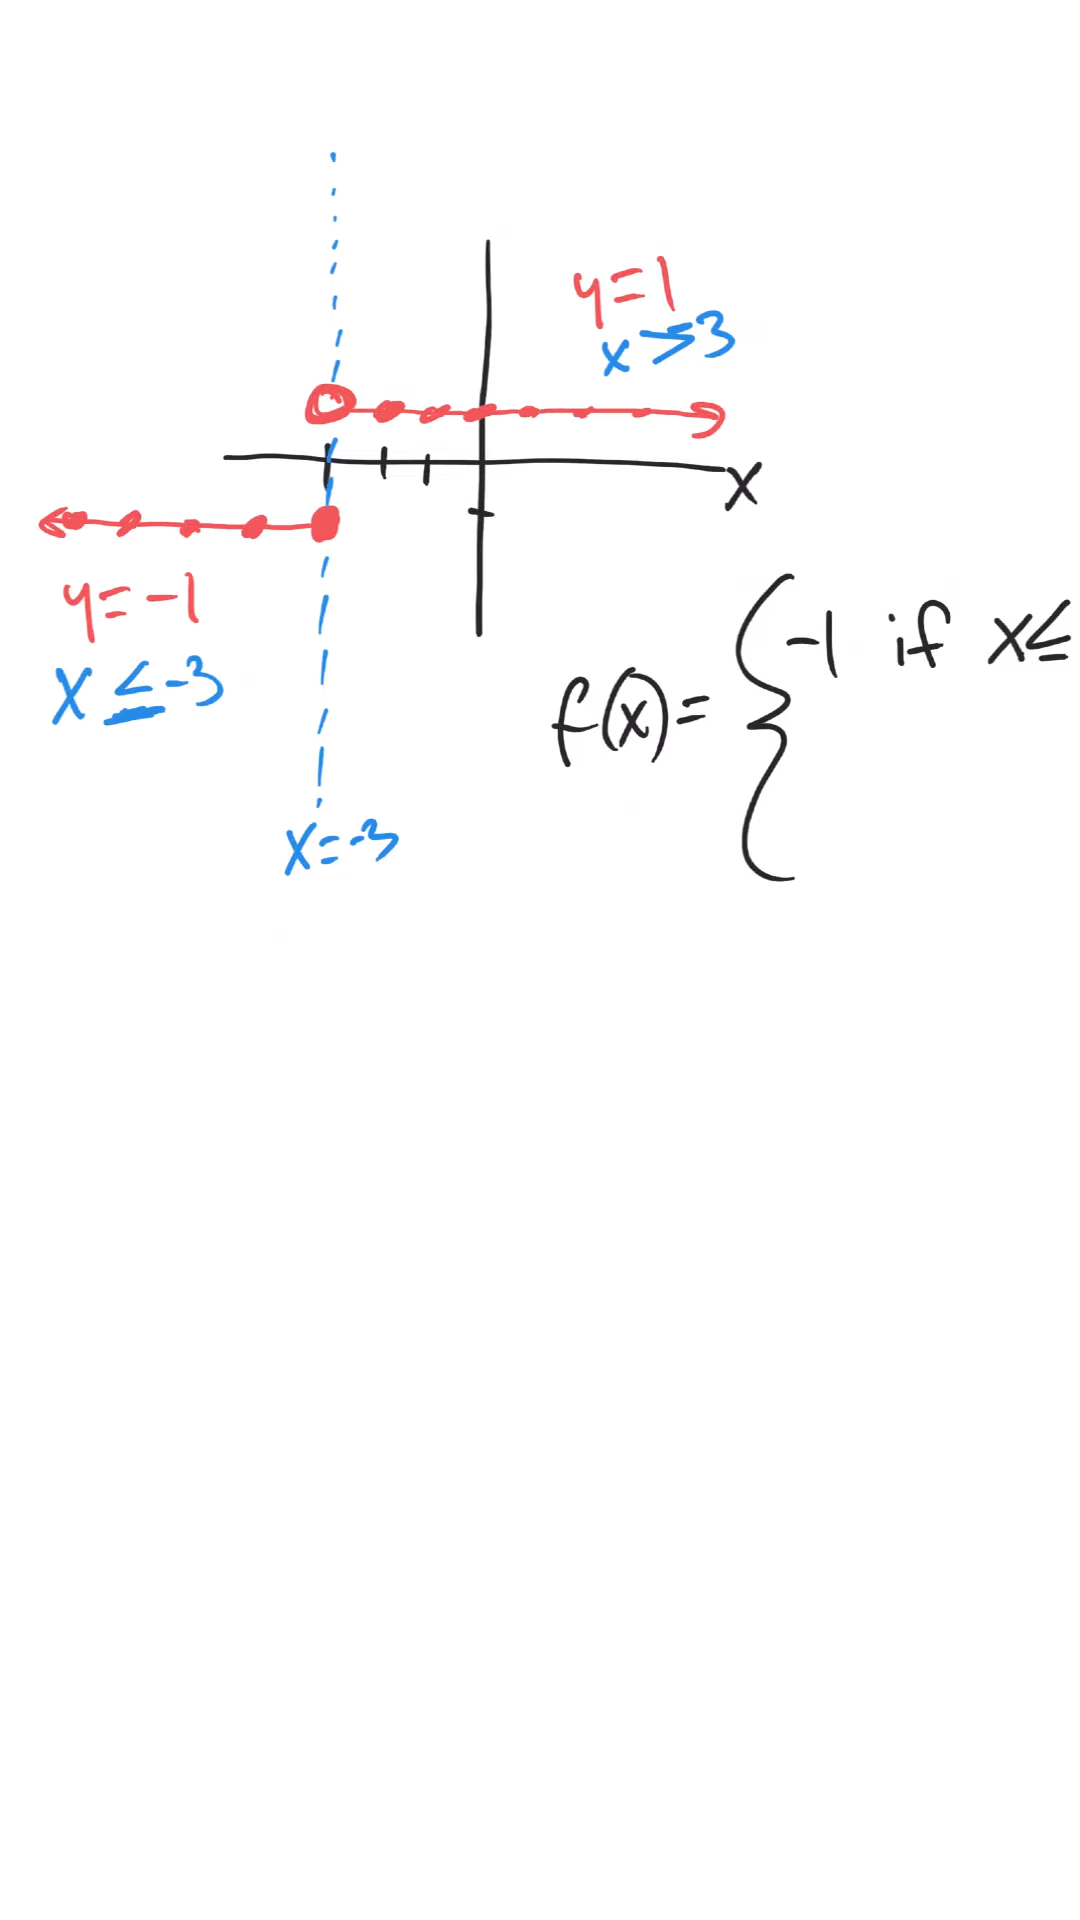 y=1
x>3
x
y=-1
x≤-3
-1 if x≤
f(x)=
x=-3